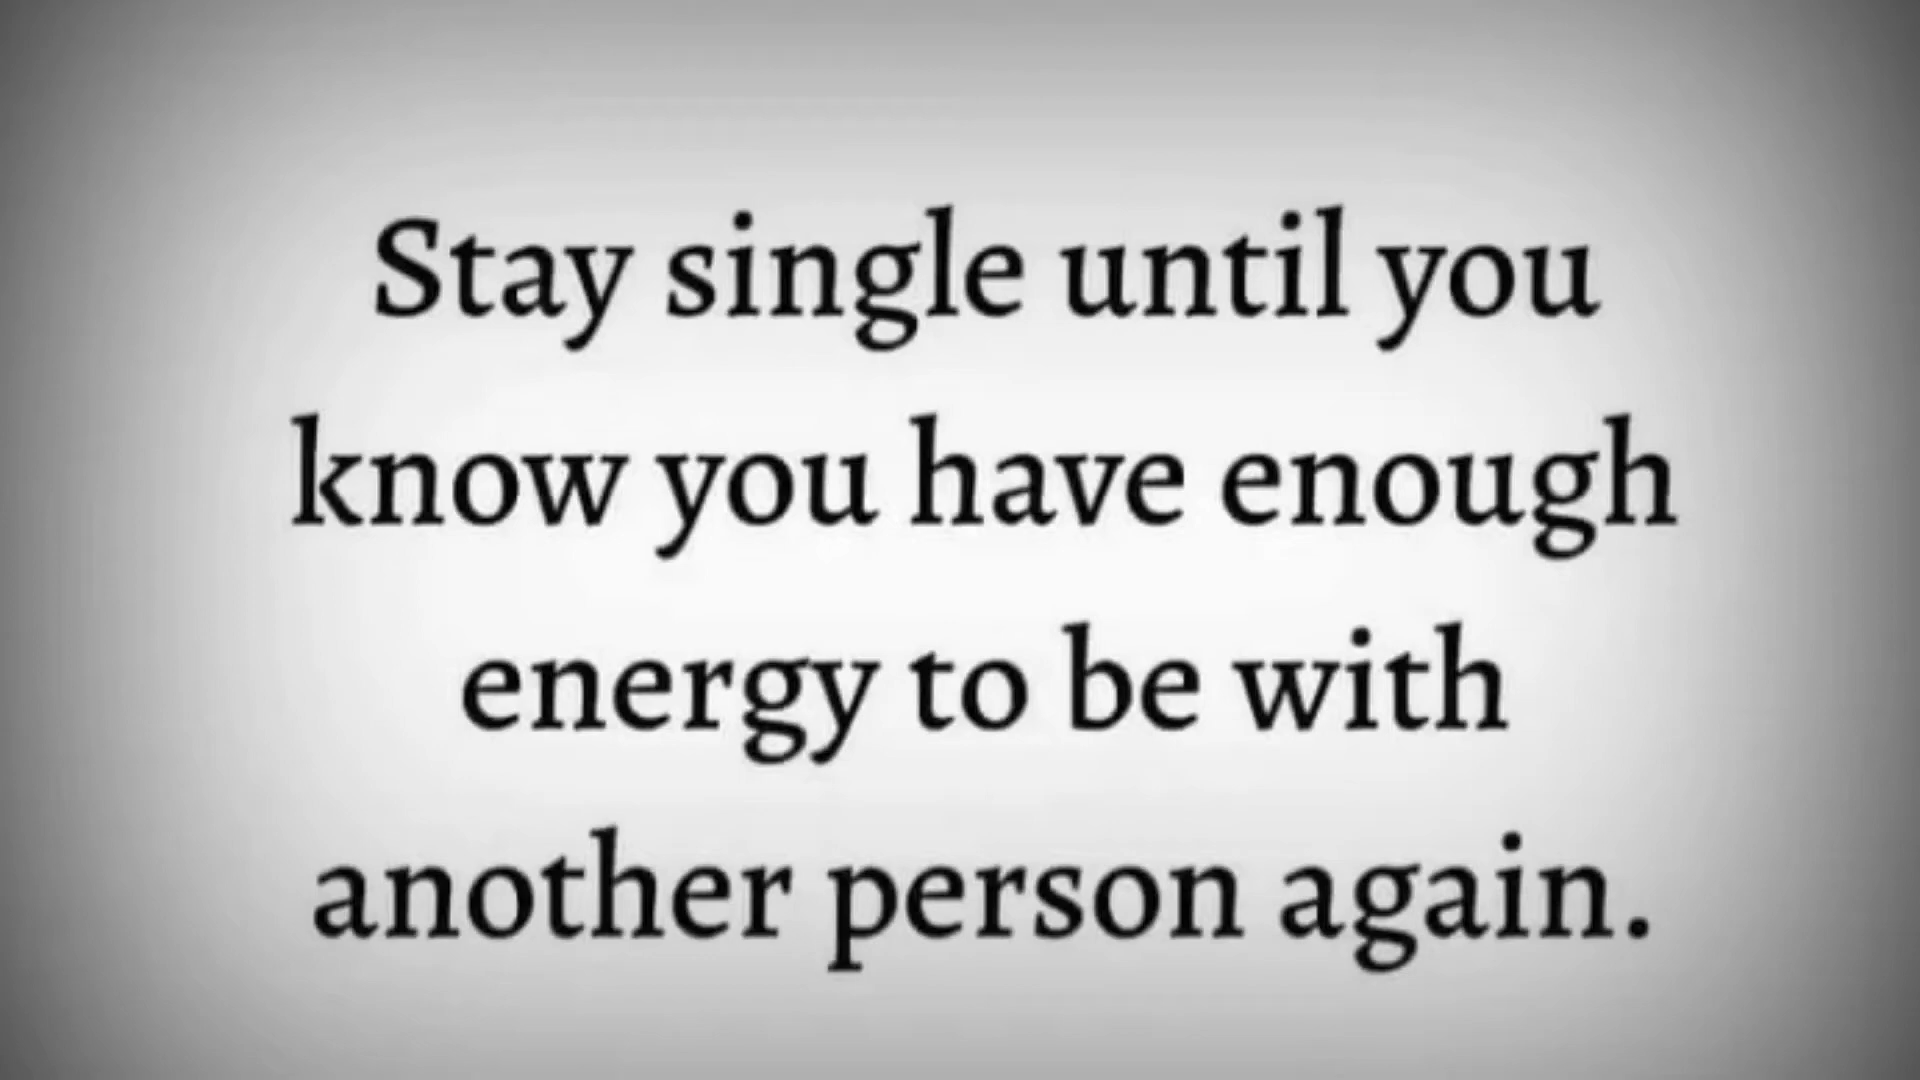 Stay single until you
know you have enough
energy to be with
another person again.